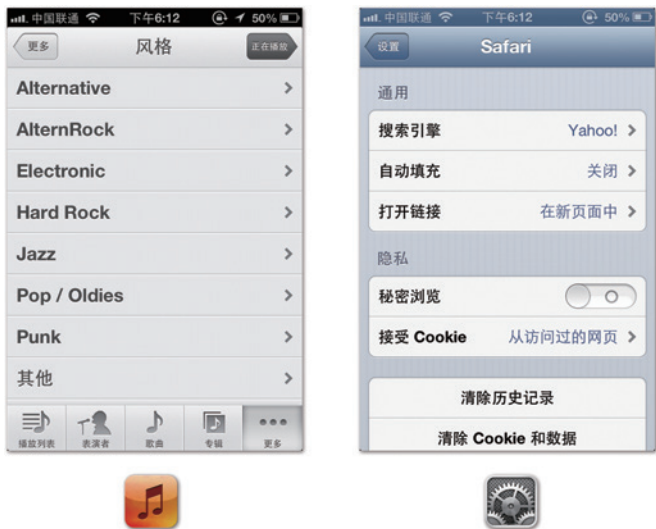 中国联通 下午6:12 50%
更多 风格 正在播放
Alternative
AlternRock
Electronic
Hard Rock
Jazz
Pop / Oldies
Punk
其他
播放列表 表演者 歌曲 专辑 更多
中国联通 下午6:12 50%
设置 Safari
通用
搜索引擎 Yahoo!
自动填充 关闭
打开链接 在新页面中
隐私
秘密浏览
接受 Cookie 从访问过的网页
清除历史记录
清除 Cookie 和数据